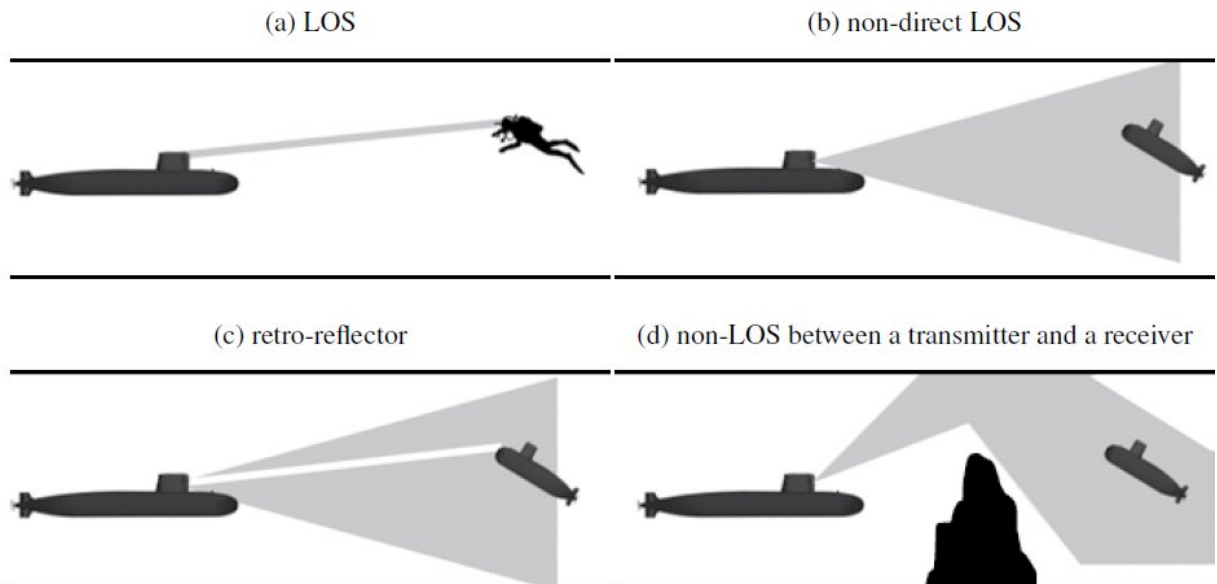 (a) LOS
(b) non-direct LOS
(c) retro-reflector
(d) non-LOS between a transmitter and a receiver